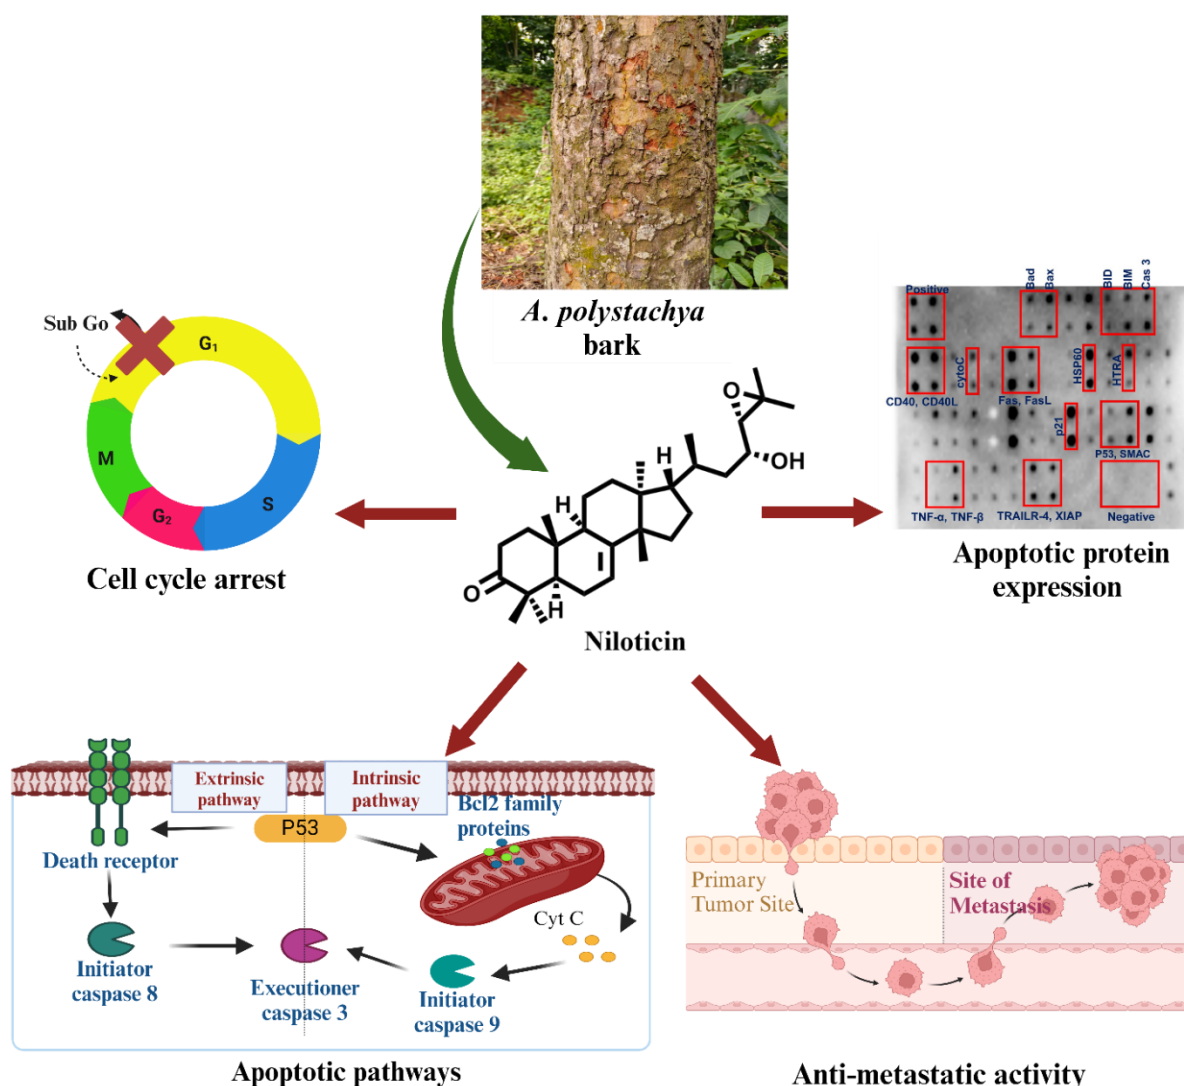 A. polystachya
bark
Sub Go
G₁
S
G₂
M
Cell cycle arrest
O
OH
H
H
H
O
Niloticin
Positive
Bad
Bax
BID
BIM
Cas 3
CD40, CD40L
cytoC
Fas, FasL
HSP60
HTRA
p21
P53, SMAC
TNF-α, TNF-β
TRAILR-4, XIAP
Negative
Apoptotic protein
expression
Extrinsic
pathway
Intrinsic
pathway
P53
Bcl2 family
proteins
Death receptor
Cyt C
Initiator
caspase 8
Executioner
caspase 3
Initiator
caspase 9
Apoptotic pathways
Primary
Tumor Site
Site of
Metastasis
Anti-metastatic activity